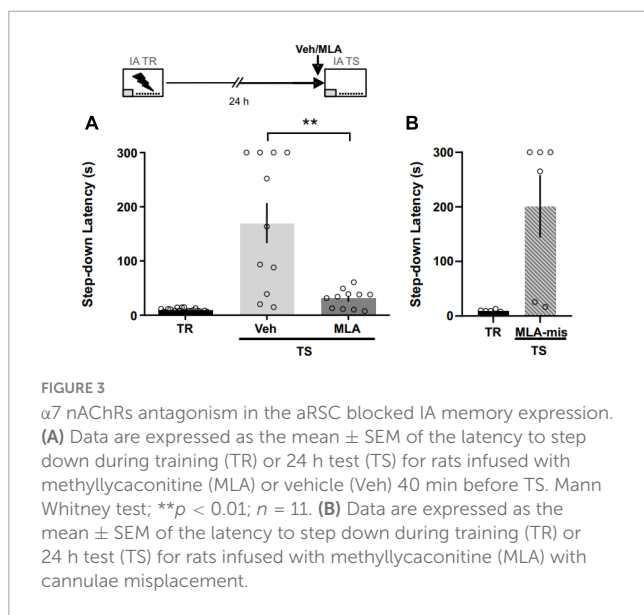 Veh/MLA
IA TR
IA TS
24 h
A
**
B
Step-down Latency (s)
300
200
100
0
TR
Veh
MLA
TS
Step-down Latency (s)
300
200
100
0
TR
MLA-mis
TS
FIGURE 3
α7 nAChRs antagonism in the aRSC blocked IA memory expression.
(A) Data are expressed as the mean ± SEM of the latency to step
down during training (TR) or 24 h test (TS) for rats infused with
methyllycaconitine (MLA) or vehicle (Veh) 40 min before TS. Mann
Whitney test; **p < 0.01; n = 11. (B) Data are expressed as the
mean ± SEM of the latency to step down during training (TR) or
24 h test (TS) for rats infused with methyllycaconitine (MLA) with
cannulae misplacement.